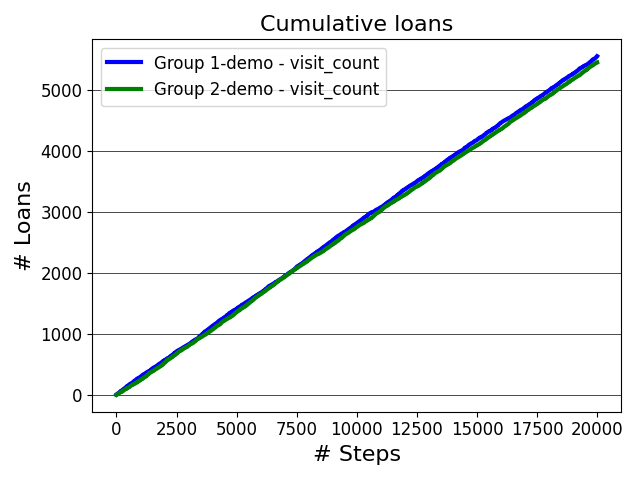 Cumulative loans
Group 1-demo - visit_count
Group 2-demo - visit_count
# Loans
5000
4000
3000
2000
1000
0
0 2500 5000 7500 10000 12500 15000 17500 20000
# Steps